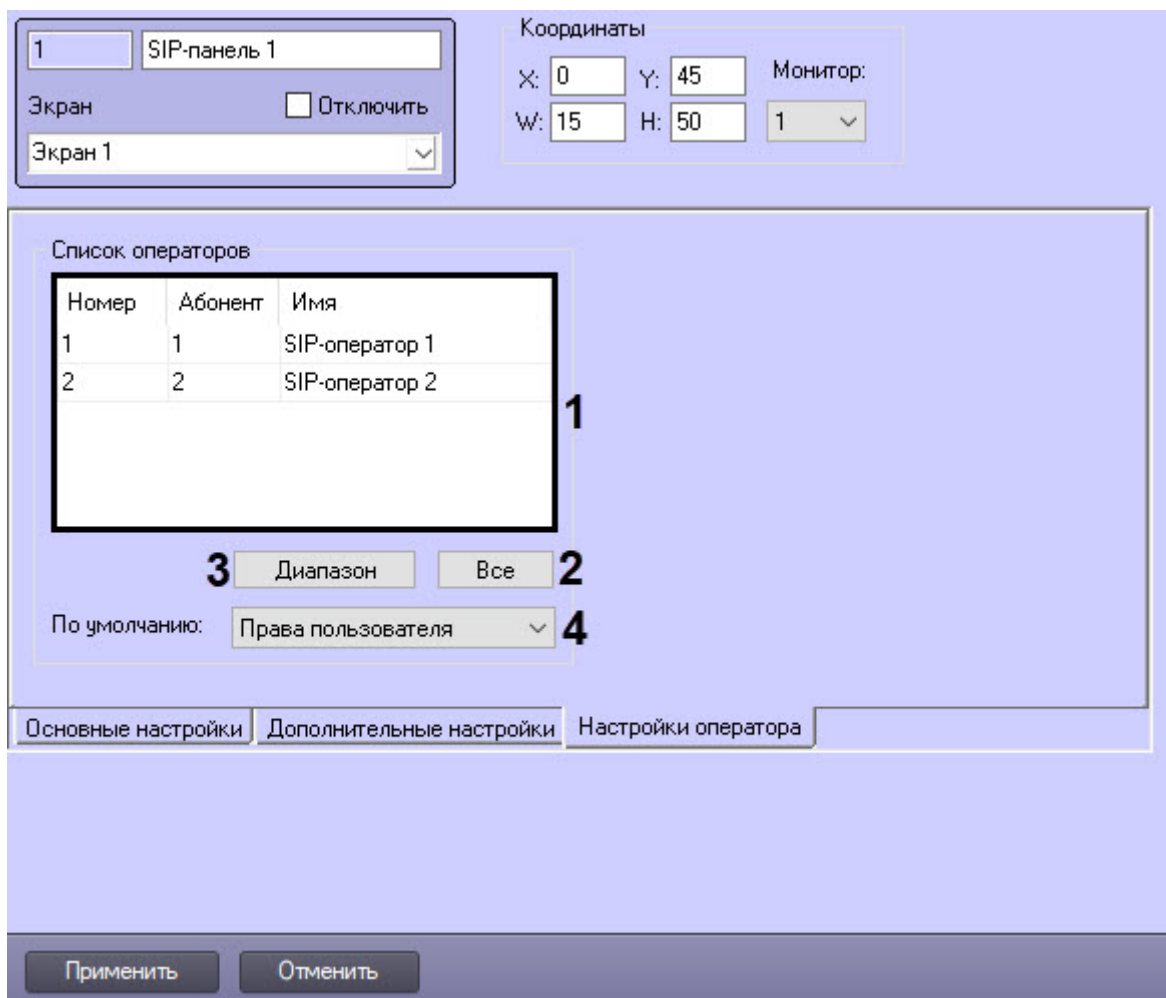 1 SIP-панель 1
Экран Отключить
Экран 1
Координаты
X: 0 Y: 45 Монитор:
W: 15 H: 50 1
Список операторов
Номер Абонент Имя
1 1 SIP-оператор 1
2 2 SIP-оператор 2
1
3 Диапазон Все 2
По умолчанию: Права пользователя 4
Основные настройки Дополнительные настройки Настройки оператора
Применить Отменить